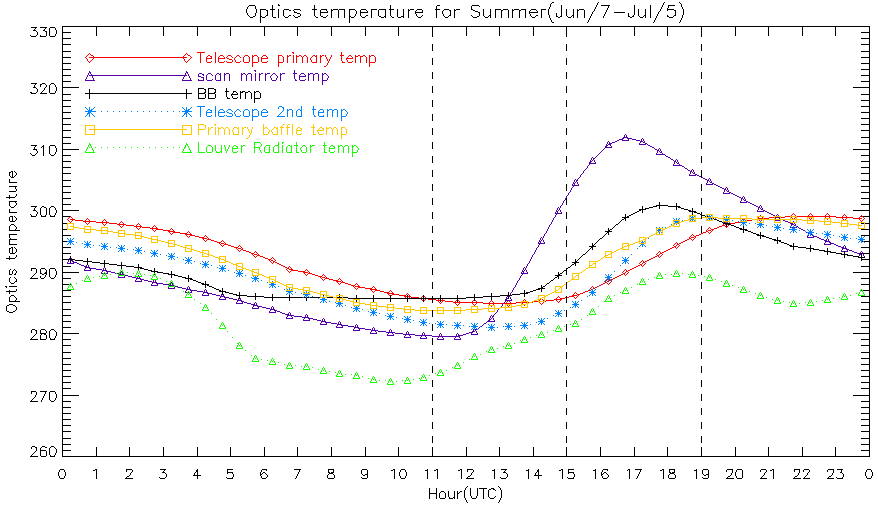 Optics temperature for Summer(Jun/7-Jul/5)
330
320
310
300
290
280
270
260
Optics temperature
Telescope primary temp
scan mirror temp
BB temp
Telescope 2nd temp
Primary baffle temp
Louver Radiator temp
0 1 2 3 4 5 6 7 8 9 10 11 12 13 14 15 16 17 18 19 20 21 22 23 0
Hour(UTC)